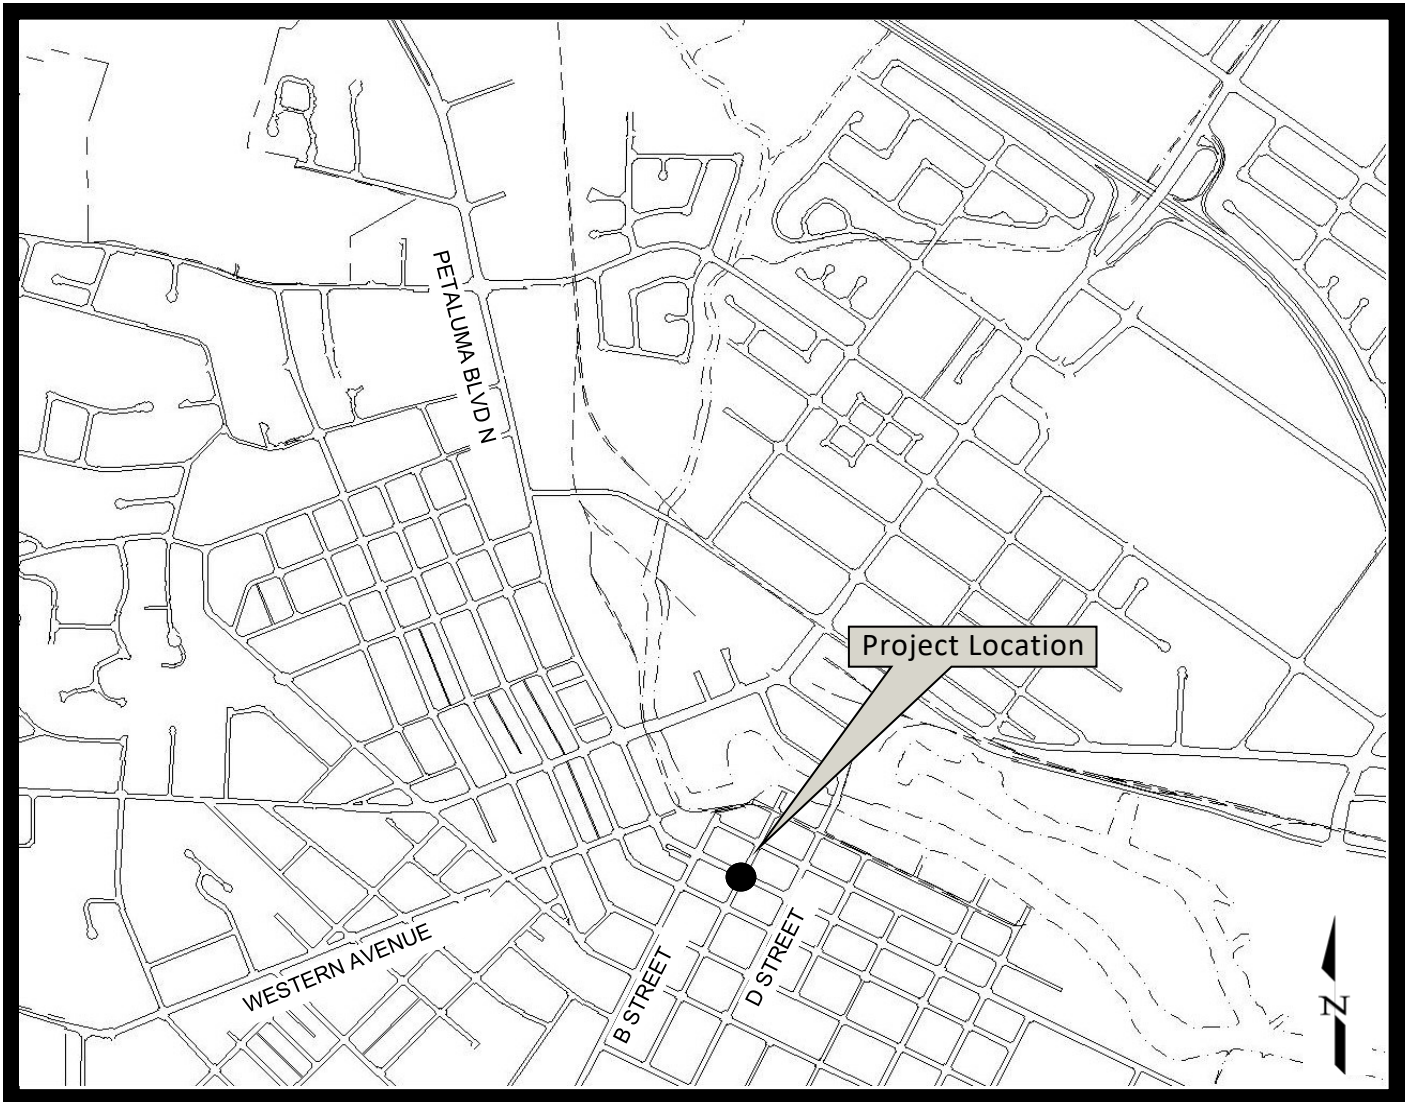 PETALUMA BLVD N
Project Location
WESTERN AVENUE
B STREET
D STREET
N